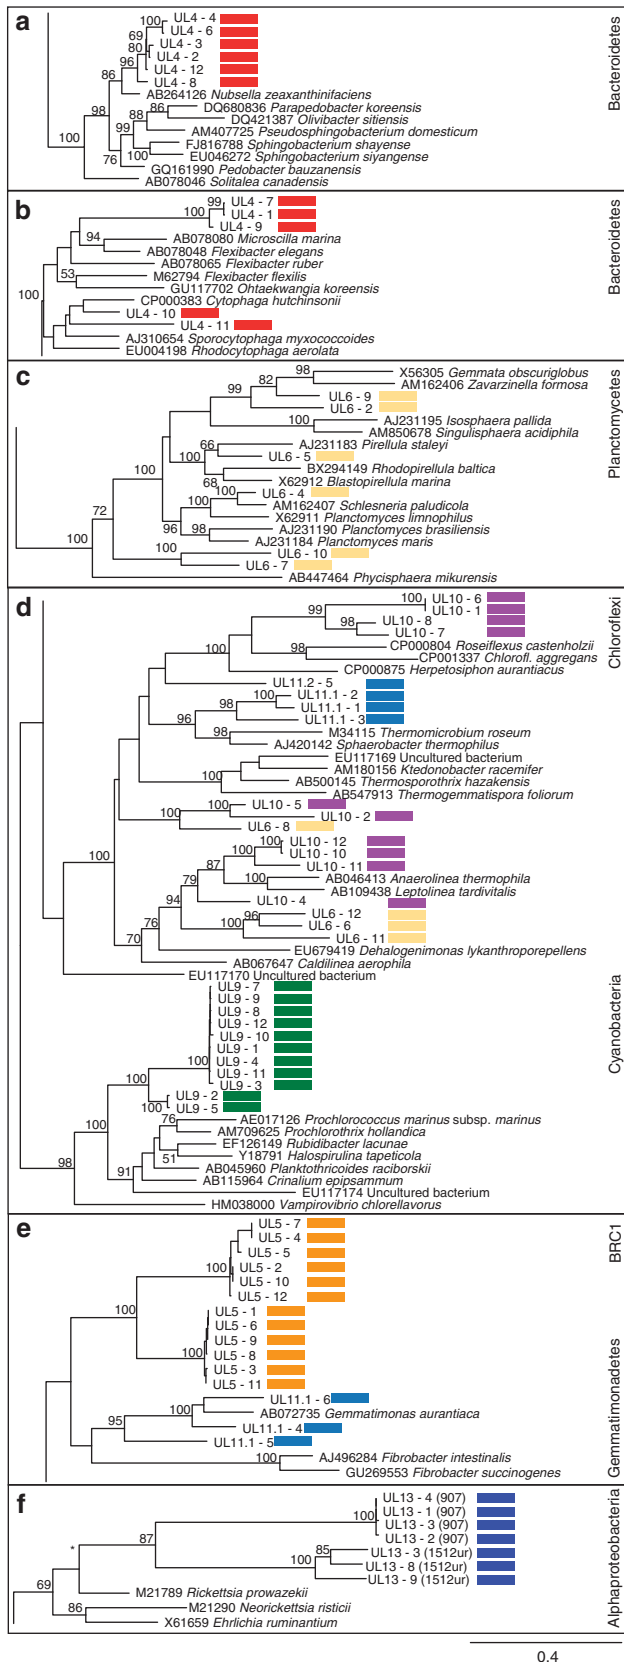 a
Bacteroidetes
100
UL4 - 4
UL4 - 6
69
UL4 - 3
80
UL4 - 2
96
UL4 - 12
86
UL4 - 8
AB264126 Nubsella zeaxanthinifaciens
98
86
DQ680836 Parapedobacter koreensis
88
DQ421387 Olivibacter sitiensis
99
AM407725 Pseudosphingobacterium domesticum
100
FJ816788 Sphingobacterium shayense
100
EU046272 Sphingobacterium siyangense
76
GQ161990 Pedobacter bauzanensis
AB078046 Solitalea canadensis
b
Bacteroidetes
99
UL4 - 7
100
UL4 - 1
UL4 - 9
94
AB078080 Microscilla marina
AB078048 Flexibacter elegans
AB078065 Flexibacter ruber
53
M62794 Flexibacter flexilis
GU117702 Ohtaekwangia koreensis
100
CP000383 Cytophaga hutchinsonii
UL4 - 10
UL4 - 11
AJ310654 Sporocytophaga myxococcoides
EU004198 Rhodocytophaga aerolata
c
Planctomycetes
98
X56305 Gemmata obscuriglobus
82
AM162406 Zavarzinella formosa
99
UL6 - 9
UL6 - 2
100
AJ231195 Isosphaera pallida
AM850678 Singulisphaera acidiphila
66
AJ231183 Pirellula staleyi
UL6 - 5
100
BX294149 Rhodopirellula baltica
68
X62912 Blastopirellula marina
100
UL6 - 4
100
AM162407 Schlesneria paludicola
72
X62911 Planctomyces limnophilus
96
98
AJ231190 Planctomyces brasiliensis
100
AJ231184 Planctomyces maris
100
UL6 - 10
UL6 - 7
AB447464 Phycisphaera mikurensis
d
Chloroflexi
100
UL10 - 6
99
UL10 - 1
98
UL10 - 8
UL10 - 7
100
98
CP000804 Roseiflexus castenholzii
CP001337 Chlorofl. aggregans
CP000875 Herpetosiphon aurantiacus
UL11.2 - 5
100
UL11.1 - 2
98
UL11.1 - 1
96
UL11.1 - 3
98
M34115 Thermomicrobium roseum
AJ420142 Sphaerobacter thermophilus
EU117169 Uncultured bacterium
AM180156 Ktedonobacter racemifer
100
AB500145 Thermosporothrix hazakensis
AB547913 Thermogemmatispora foliorum
100
UL10 - 5
UL10 - 2
100
UL6 - 8
100
UL10 - 12
UL10 - 10
87
UL10 - 11
79
100
AB046413 Anaerolinea thermophila
AB109438 Leptolinea tardivitalis
94
UL10 - 4
96
UL6 - 12
76
100
UL6 - 6
UL6 - 11
70
EU679419 Dehalogenimonas lykanthroporepellens
AB067647 Caldilinea aerophila
EU117170 Uncultured bacterium
Cyanobacteria
UL9 - 7
UL9 - 9
UL9 - 8
UL9 - 12
UL9 - 10
UL9 - 1
100
UL9 - 4
UL9 - 11
UL9 - 3
100
UL9 - 2
100
UL9 - 5
76
AE017126 Prochlorococcus marinus subsp. marinus
100
AM709625 Prochlorothrix hollandica
EF126149 Rubidibacter lacunae
51
Y18791 Halospirulina tapeticola
98
91
AB045960 Planktothricoides raciborskii
AB115964 Crinalium epipsammum
EU117174 Uncultured bacterium
HM038000 Vampirovibrio chlorellavorus
e
BRC1
UL5 - 7
UL5 - 4
UL5 - 5
100
UL5 - 2
UL5 - 10
UL5 - 12
100
UL5 - 1
UL5 - 6
UL5 - 9
100
UL5 - 8
UL5 - 3
UL5 - 11
Gemmatimonadetes
UL11.1 - 6
100
AB072735 Gemmatimonas aurantiaca
95
UL11.1 - 4
100
UL11.1 - 5
100
AJ496284 Fibrobacter intestinalis
GU269553 Fibrobacter succinogenes
f
Alphaproteobacteria
UL13 - 4 (907)
UL13 - 1 (907)
100
UL13 - 3 (907)
87
UL13 - 2 (907)
*
85
UL13 - 3 (1512ur)
100
UL13 - 8 (1512ur)
UL13 - 9 (1512ur)
69
M21789 Rickettsia prowazekii
86
M21290 Neorickettsia risticii
X61659 Ehrlichia ruminantium
0.4